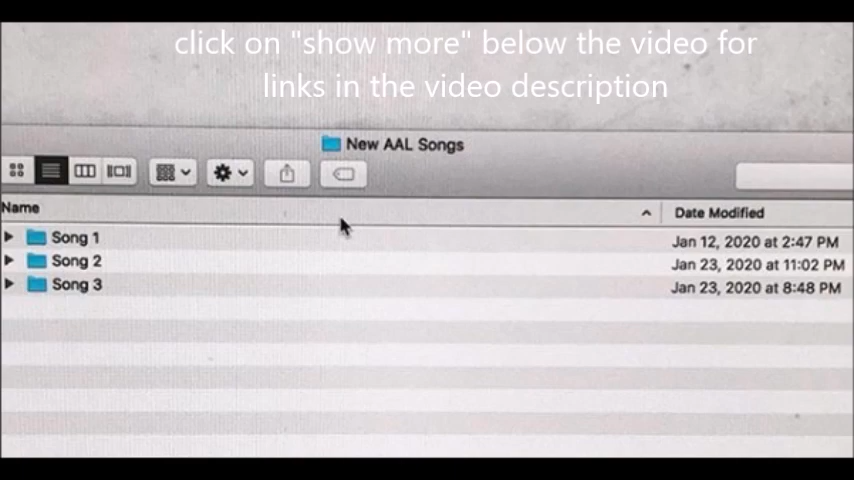 click on "show more" below the video for
links in the video description
New AAL Songs
Name
Date Modified
Song 1
Jan 12, 2020 at 2:47 PM
Song 2
Jan 23, 2020 at 11:02 PM
Song 3
Jan 23, 2020 at 8:48 PM